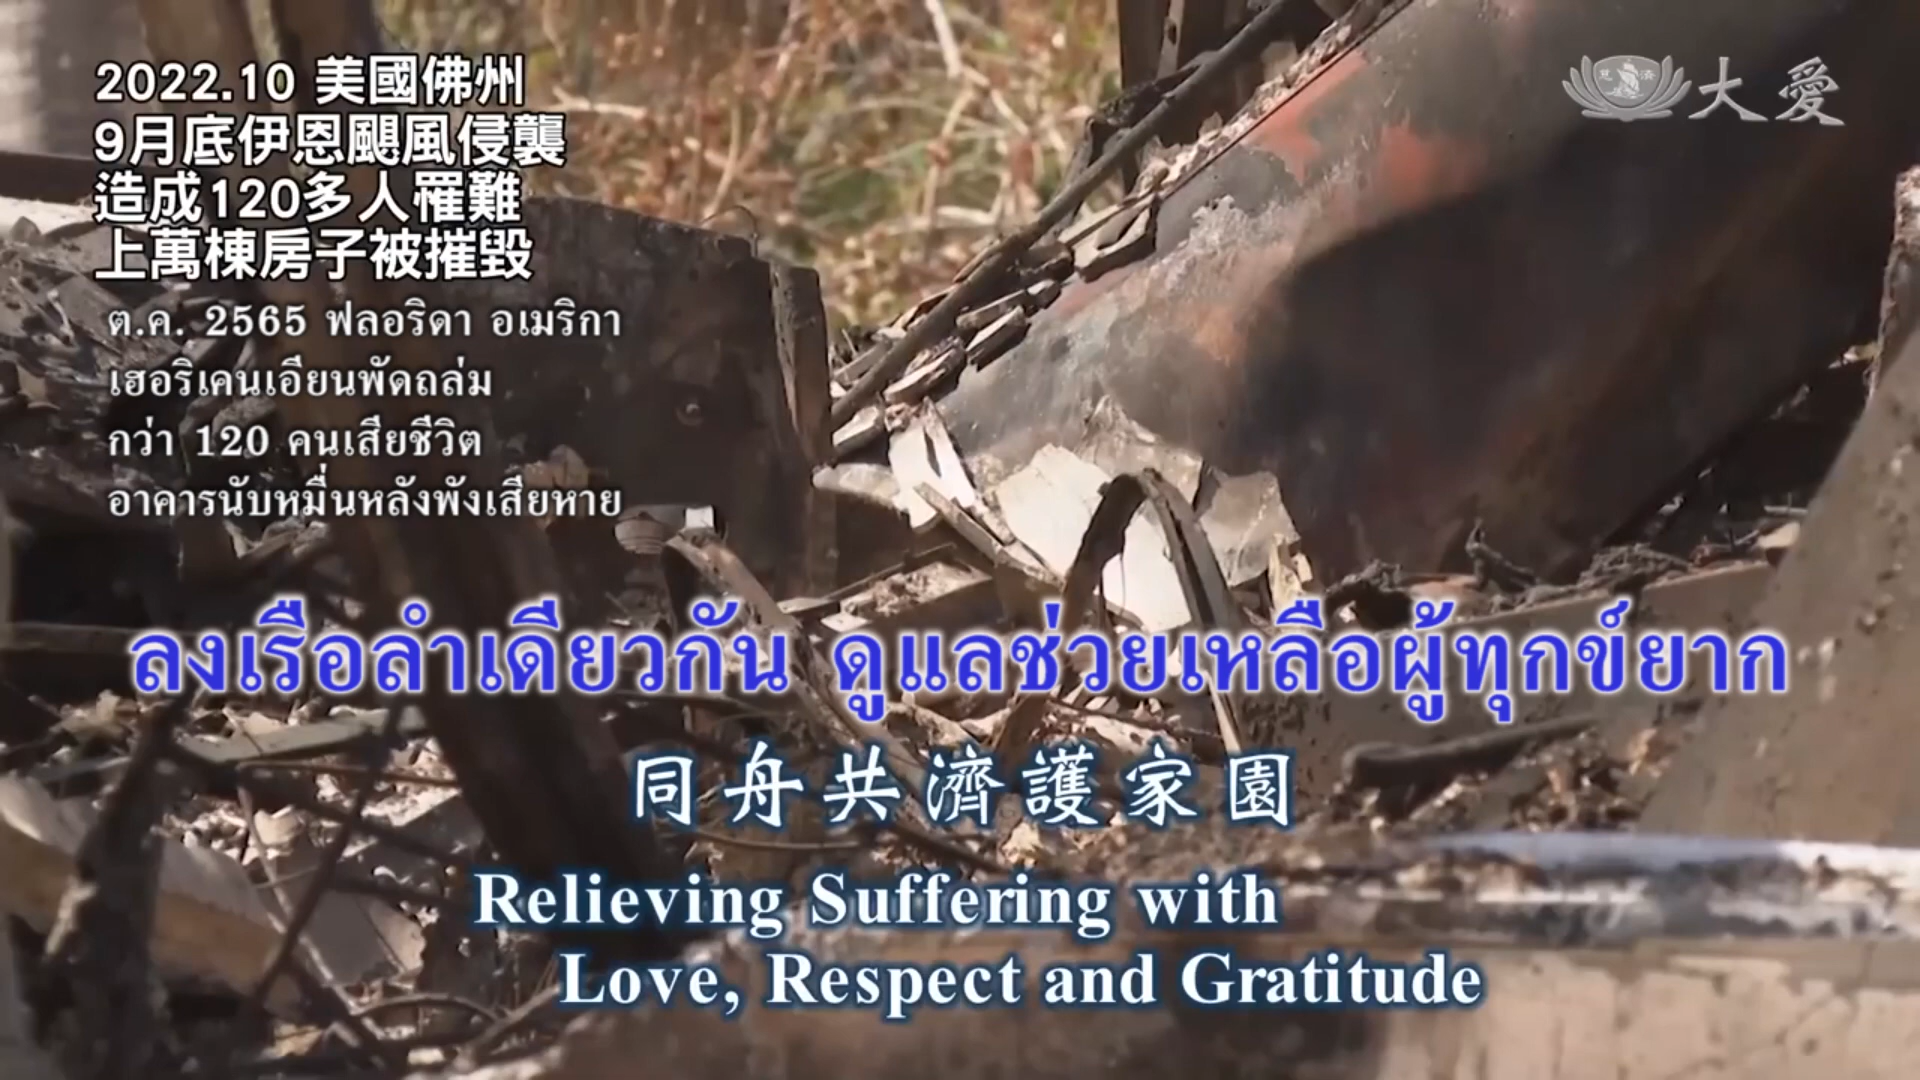 2022.10 美國佛州
9月底伊恩颶風侵襲
造成120多人罹難
上萬棟房子被摧毀
大愛
慈 濟
ต.ค. 2565 ฟลอริดา อเมริกา
เฮอริเคนเอียนพัดถล่ม
กว่า 120 คนเสียชีวิต
อาคารนับหมื่นหลังพังเสียหาย
ลงเรือลำเดียวกัน ดูแลช่วยเหลือผู้ทุกข์ยาก
同舟共濟護家園
Relieving Suffering with
Love, Respect and Gratitude